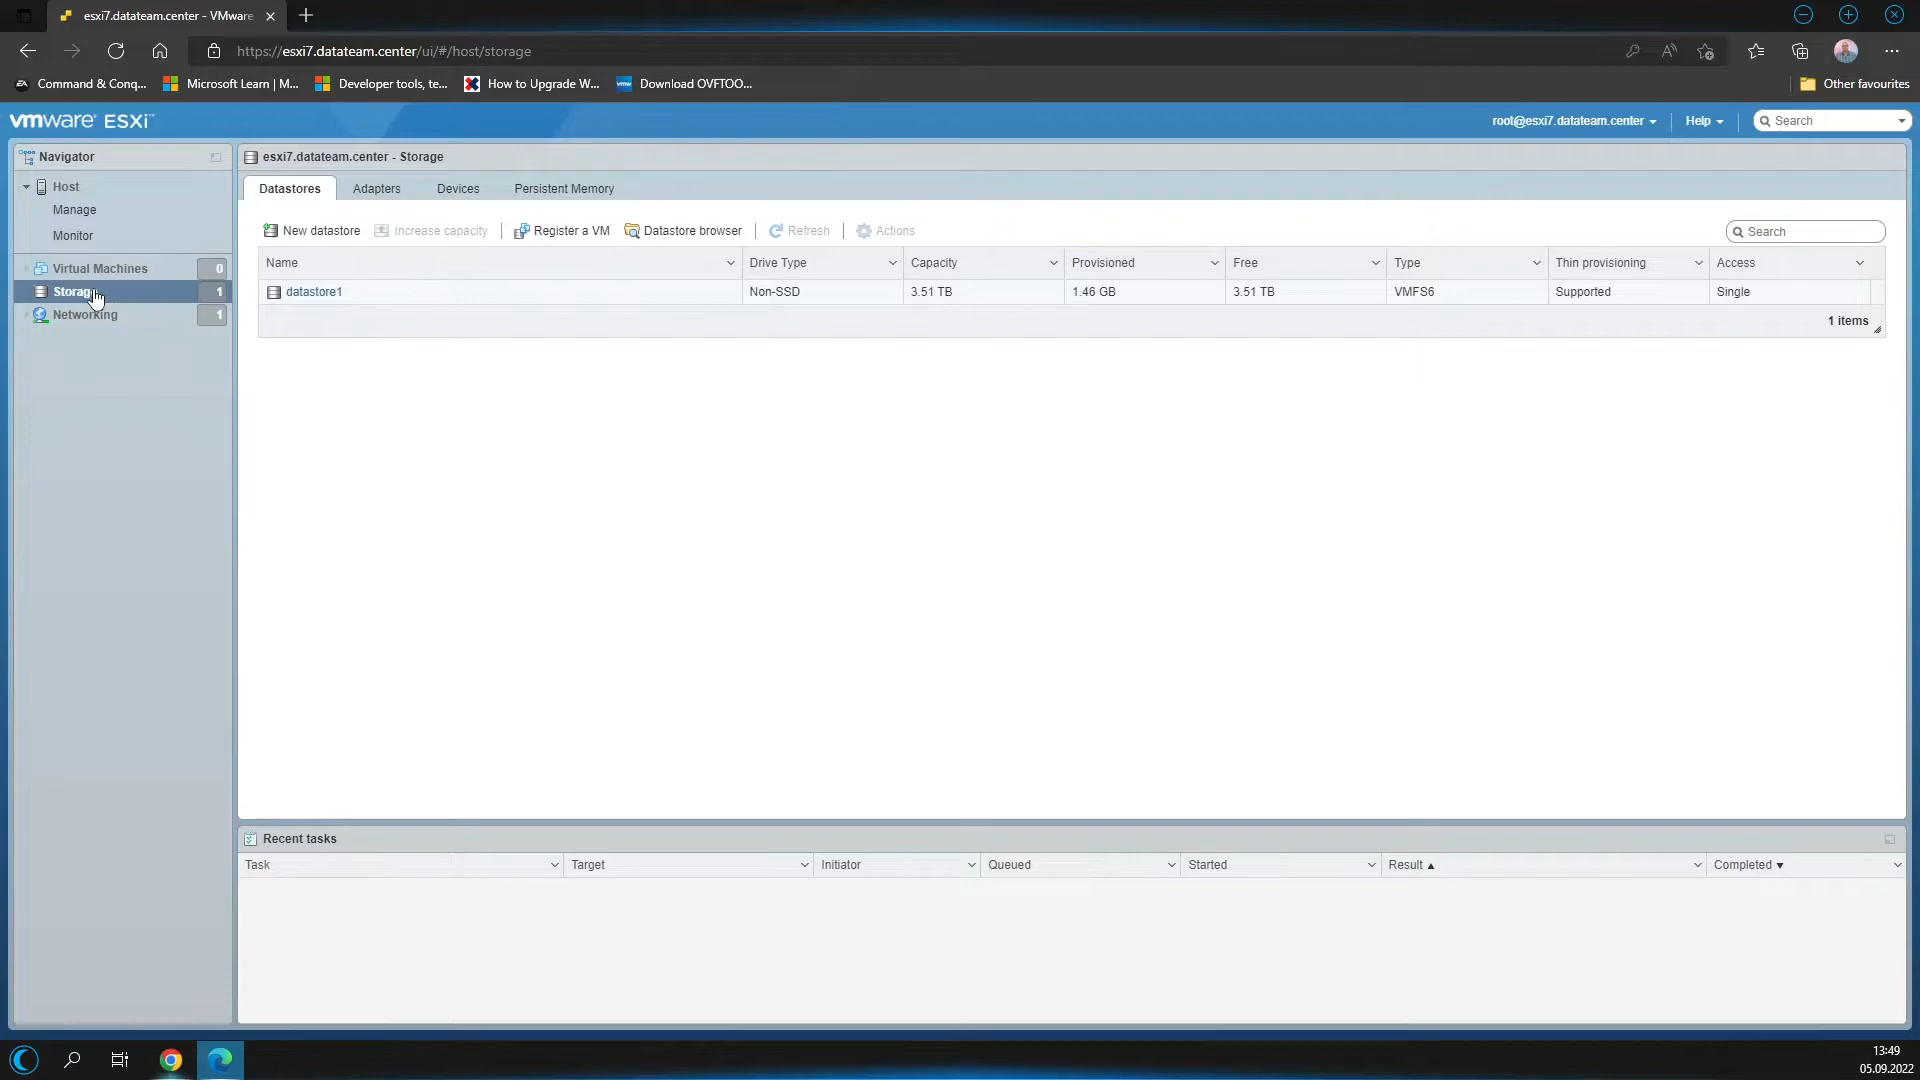 esxi7.datateam.center - VMware
https://esxi7.datateam.center/ui/#/host/storage
Command & Conq... Microsoft Learn | M... Developer tools, te... How to Upgrade W... Download OVFTOO... Other favourites
vmware ESXi™ root@esxi7.datateam.center Help Search
Navigator
Host
Manage
Monitor
Virtual Machines 0
Storage 1
Networking 1
esxi7.datateam.center - Storage
Datastores Adapters Devices Persistent Memory
New datastore Increase capacity Register a VM Datastore browser Refresh Actions Search
Name Drive Type Capacity Provisioned Free Type Thin provisioning Access
datastore1 Non-SSD 3.51 TB 1.46 GB 3.51 TB VMFS6 Supported Single
1 items
Recent tasks
Task Target Initiator Queued Started Result ▲ Completed ▼
13:49
05.09.2022